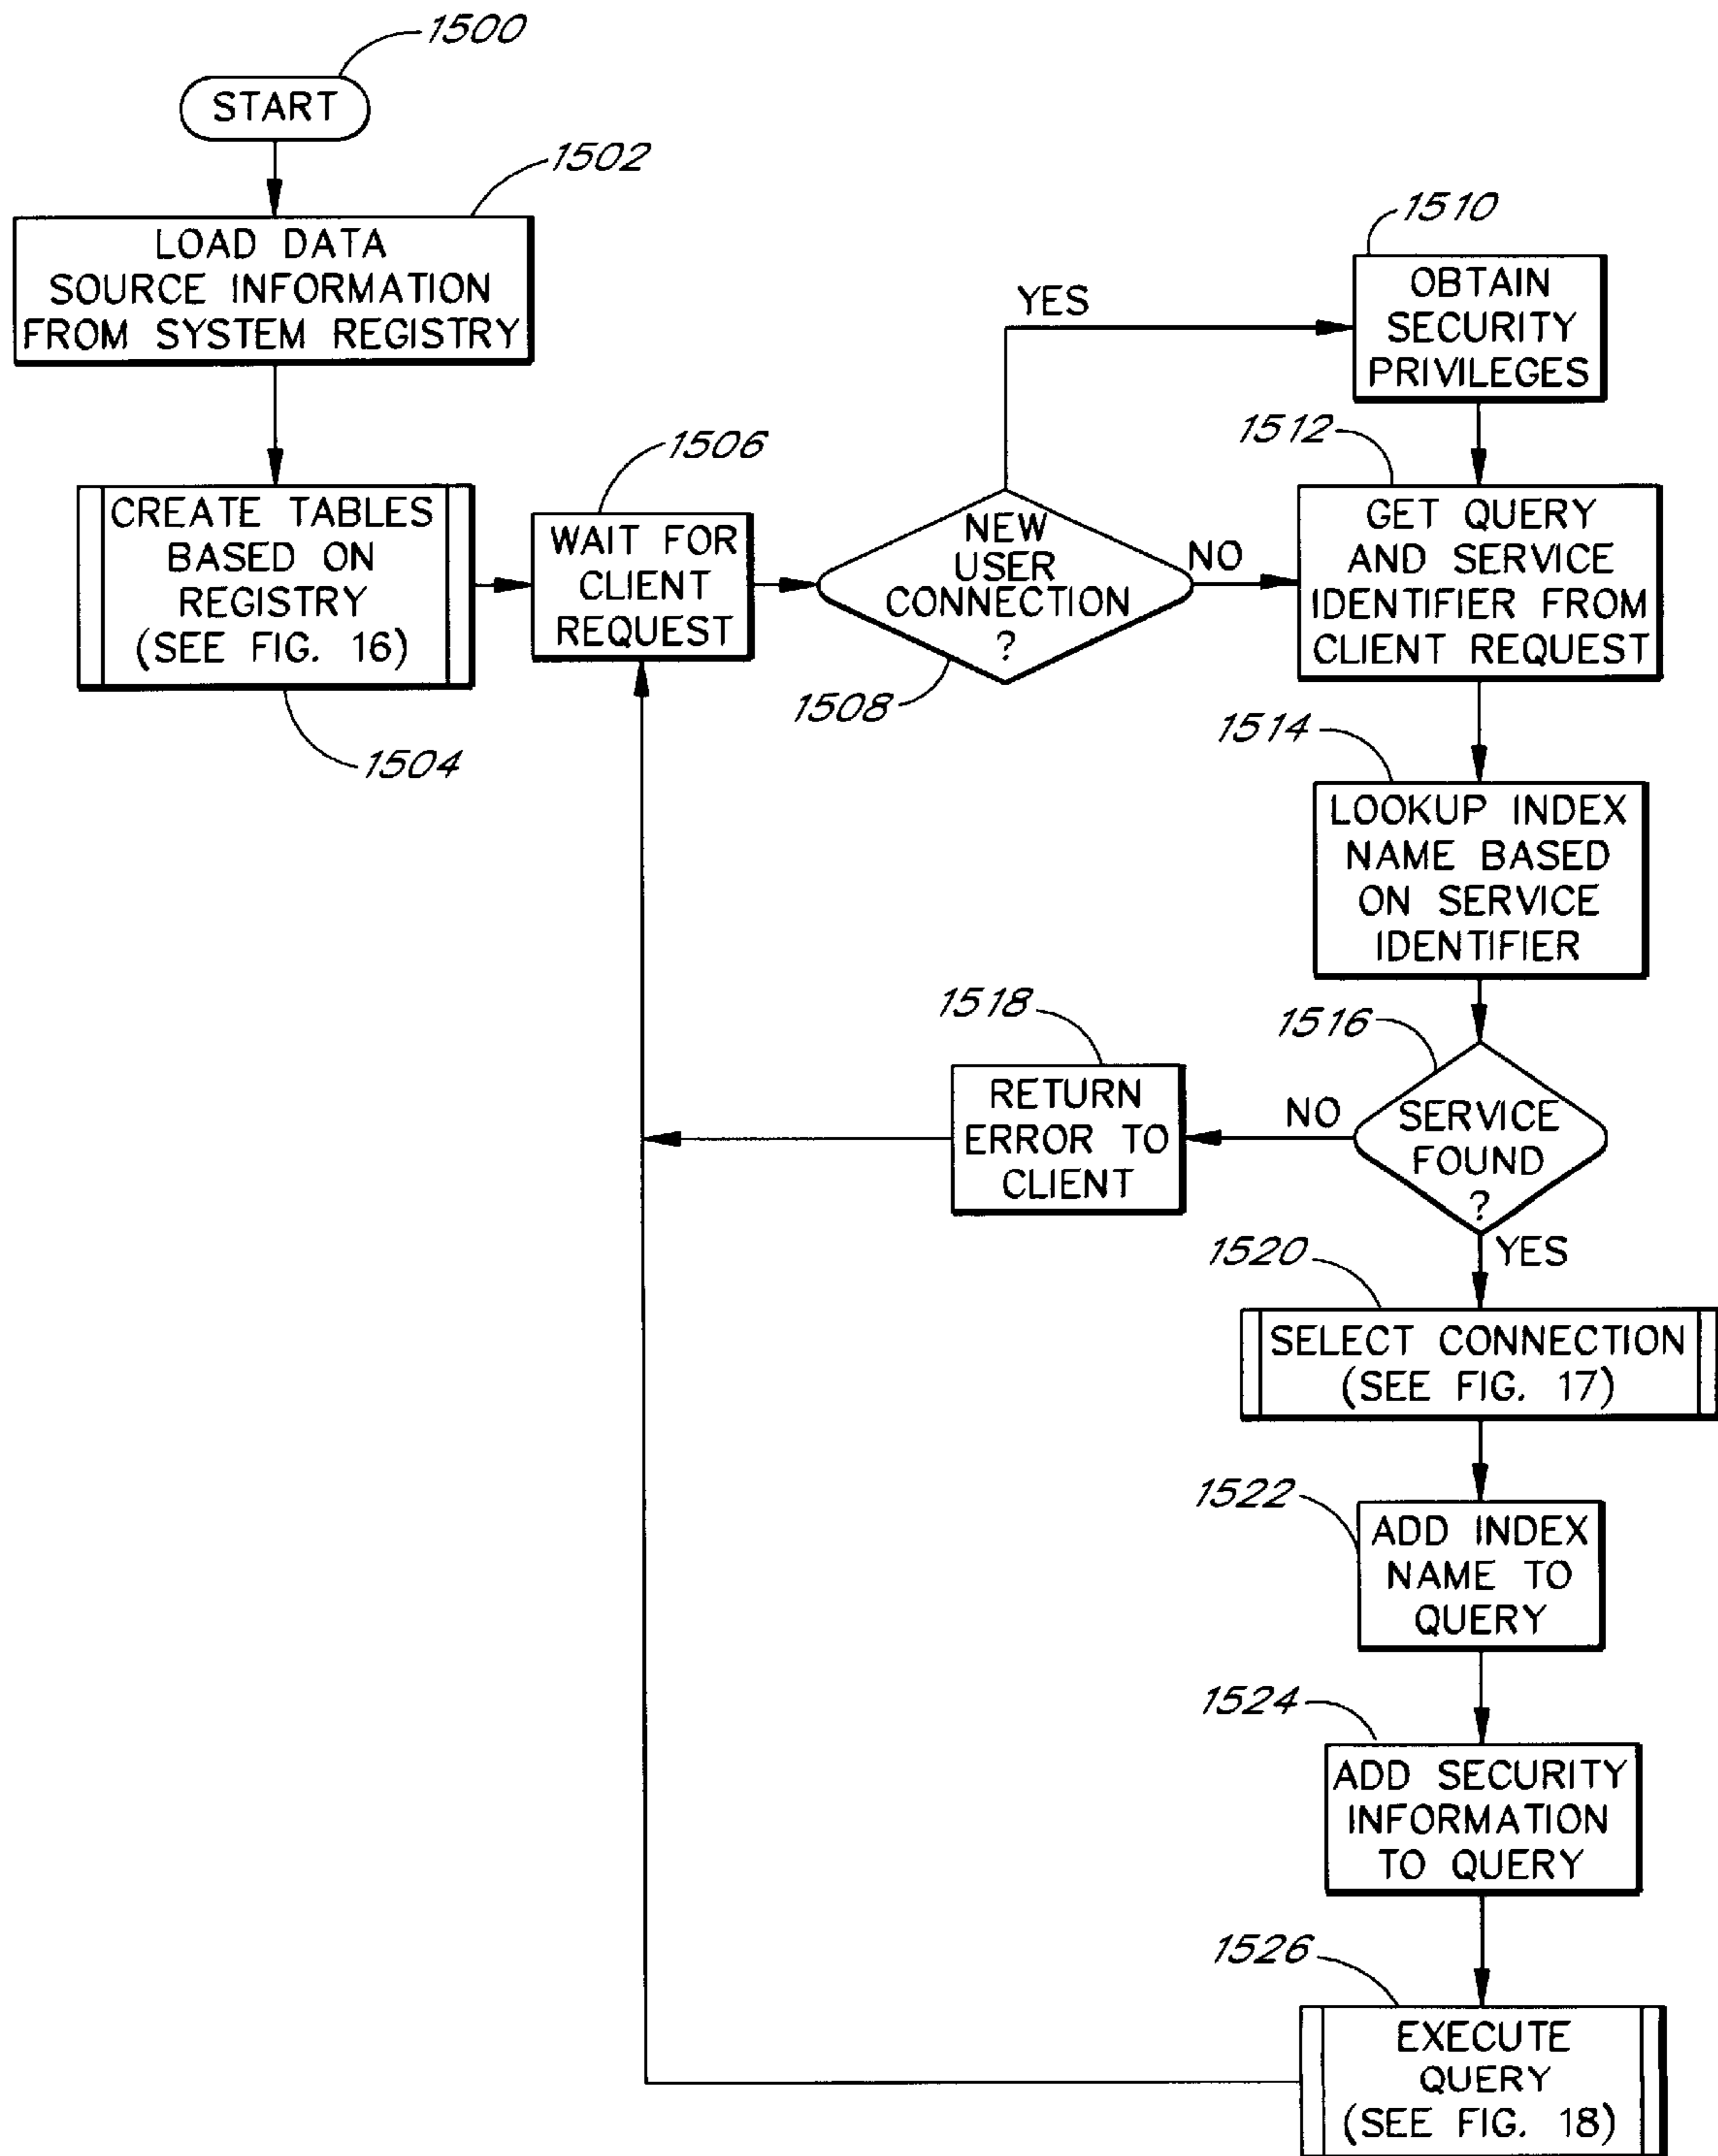 1500
START
1502
LOAD DATA
SOURCE INFORMATION
FROM SYSTEM REGISTRY
CREATE TABLES
BASED ON
REGISTRY
(SEE FIG. 16)
1504
1506
WAIT FOR
CLIENT
REQUEST
NEW
USER
CONNECTION
?
1508
YES
NO
1510
OBTAIN
SECURITY
PRIVILEGES
1512
GET QUERY
AND SERVICE
IDENTIFIER FROM
CLIENT REQUEST
1514
LOOKUP INDEX
NAME BASED
ON SERVICE
IDENTIFIER
1516
SERVICE
FOUND
?
NO
1518
RETURN
ERROR TO
CLIENT
YES
1520
SELECT CONNECTION
(SEE FIG. 17)
1522
ADD INDEX
NAME TO
QUERY
1524
ADD SECURITY
INFORMATION
TO QUERY
1526
EXECUTE
QUERY
(SEE FIG. 18)